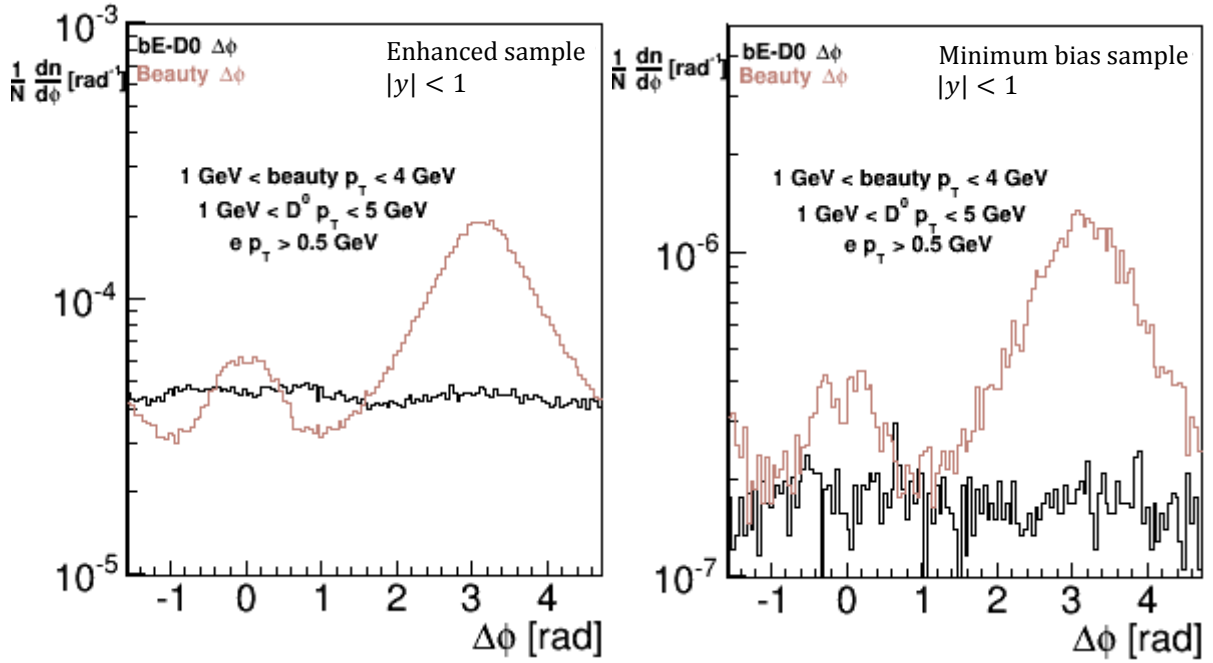 10⁻³
bE-D0 Δϕ
Beauty Δϕ
Enhanced sample
|y| < 1
1/N dn/dϕ [rad⁻¹]
1 GeV < beauty p_T < 4 GeV
1 GeV < D⁰ p_T < 5 GeV
e p_T > 0.5 GeV
10⁻⁴
10⁻⁵
-1 0 1 2 3 4
Δϕ [rad]
bE-D0 Δϕ
Beauty Δϕ
Minimum bias sample
|y| < 1
1/N dn/dϕ [rad⁻¹]
1 GeV < beauty p_T < 4 GeV
1 GeV < D⁰ p_T < 5 GeV
e p_T > 0.5 GeV
10⁻⁶
10⁻⁷
-1 0 1 2 3 4
Δϕ [rad]